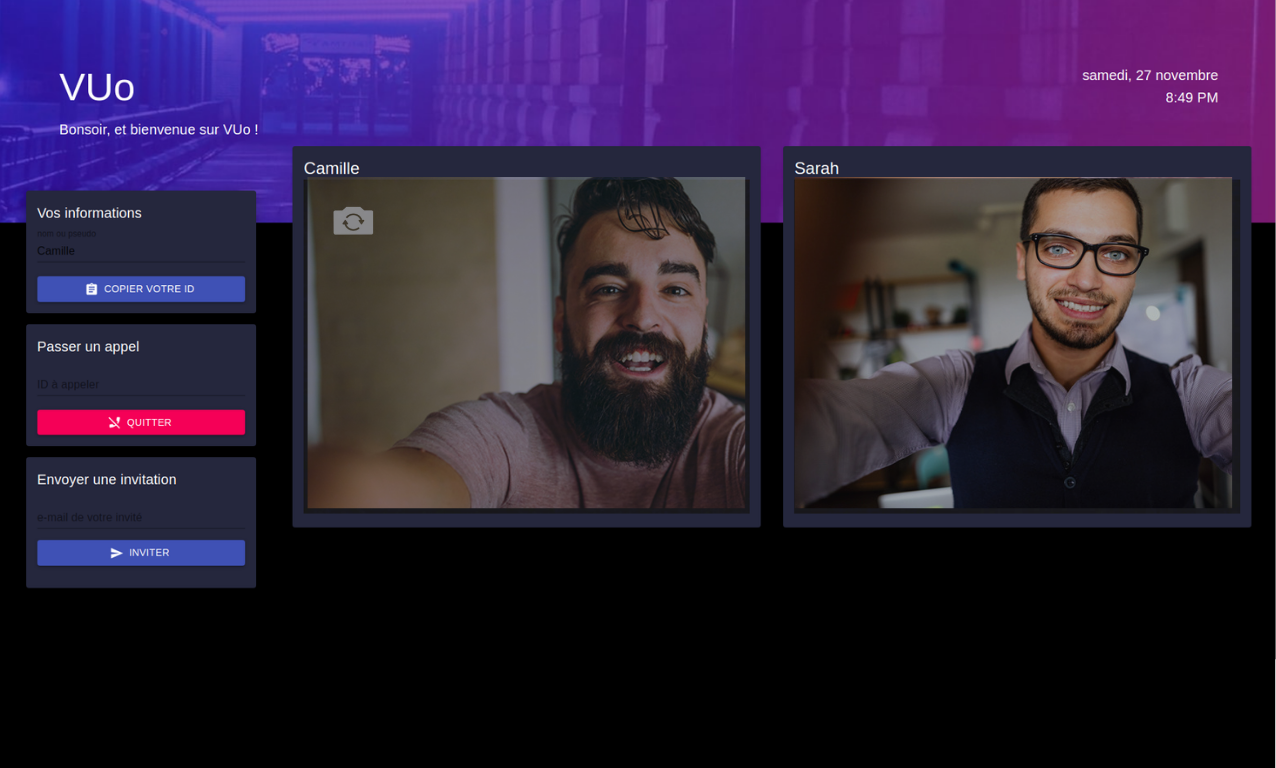 VUo
Bonsoir, et bienvenue sur VUo !
samedi, 27 novembre
8:49 PM
Vos informations
nom ou pseudo
Camille
COPIER VOTRE ID
Passer un appel
ID à appeler
QUITTER
Envoyer une invitation
e-mail de votre invité
INVITER
Camille
Sarah